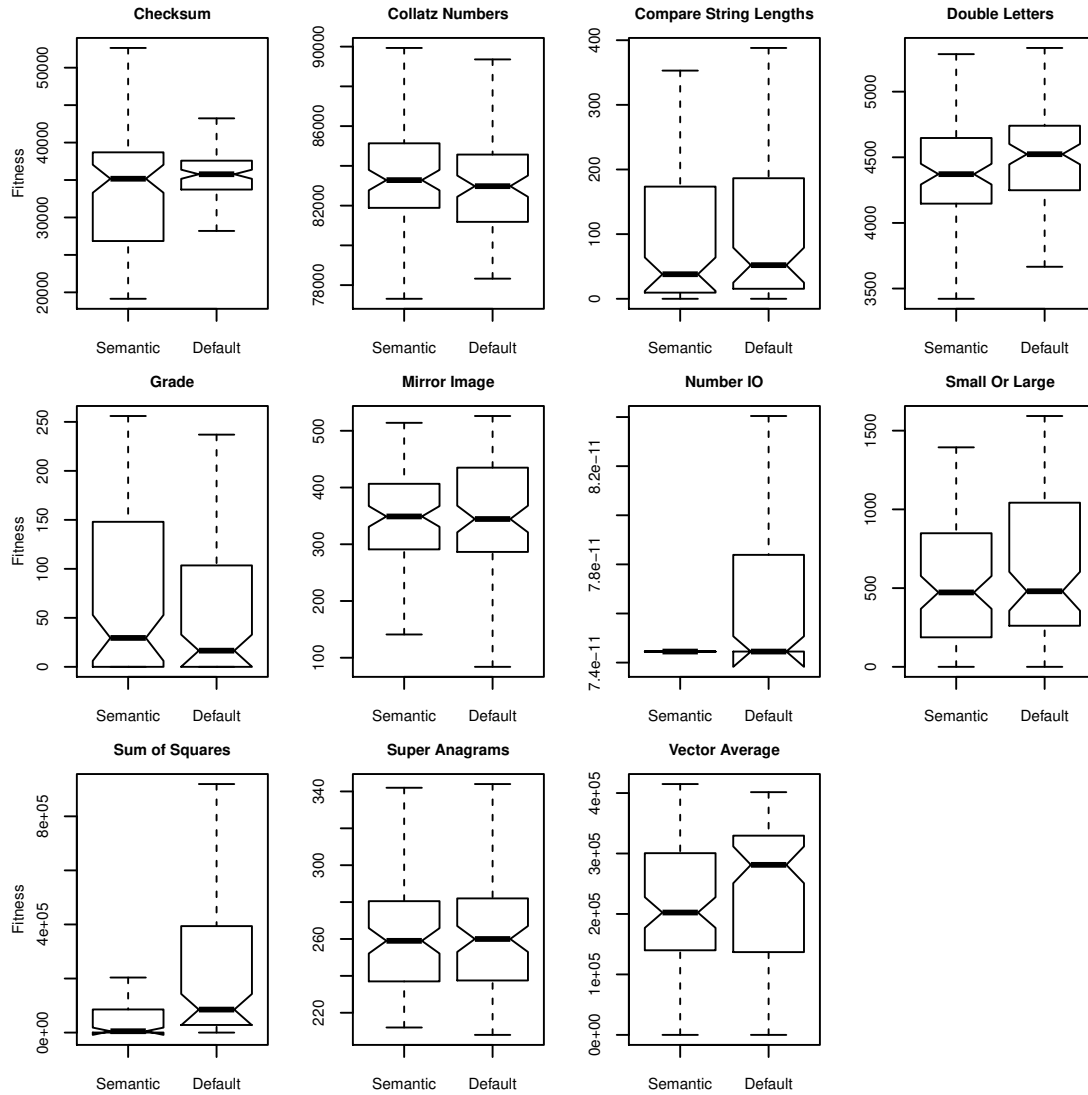 Checksum
Collatz Numbers
Compare String Lengths
Double Letters
Fitness
50000
40000
30000
20000
90000
86000
82000
78000
400
300
200
100
0
5000
4500
4000
3500
Semantic Default
Semantic Default
Semantic Default
Semantic Default
Grade
Mirror Image
Number IO
Small Or Large
Fitness
250
200
150
100
50
0
500
400
300
200
100
8.2e-11
7.8e-11
7.4e-11
1500
1000
500
0
Semantic Default
Semantic Default
Semantic Default
Semantic Default
Sum of Squares
Super Anagrams
Vector Average
Fitness
8e+05
4e+05
0e+00
340
300
260
220
4e+05
3e+05
2e+05
1e+05
0e+00
Semantic Default
Semantic Default
Semantic Default